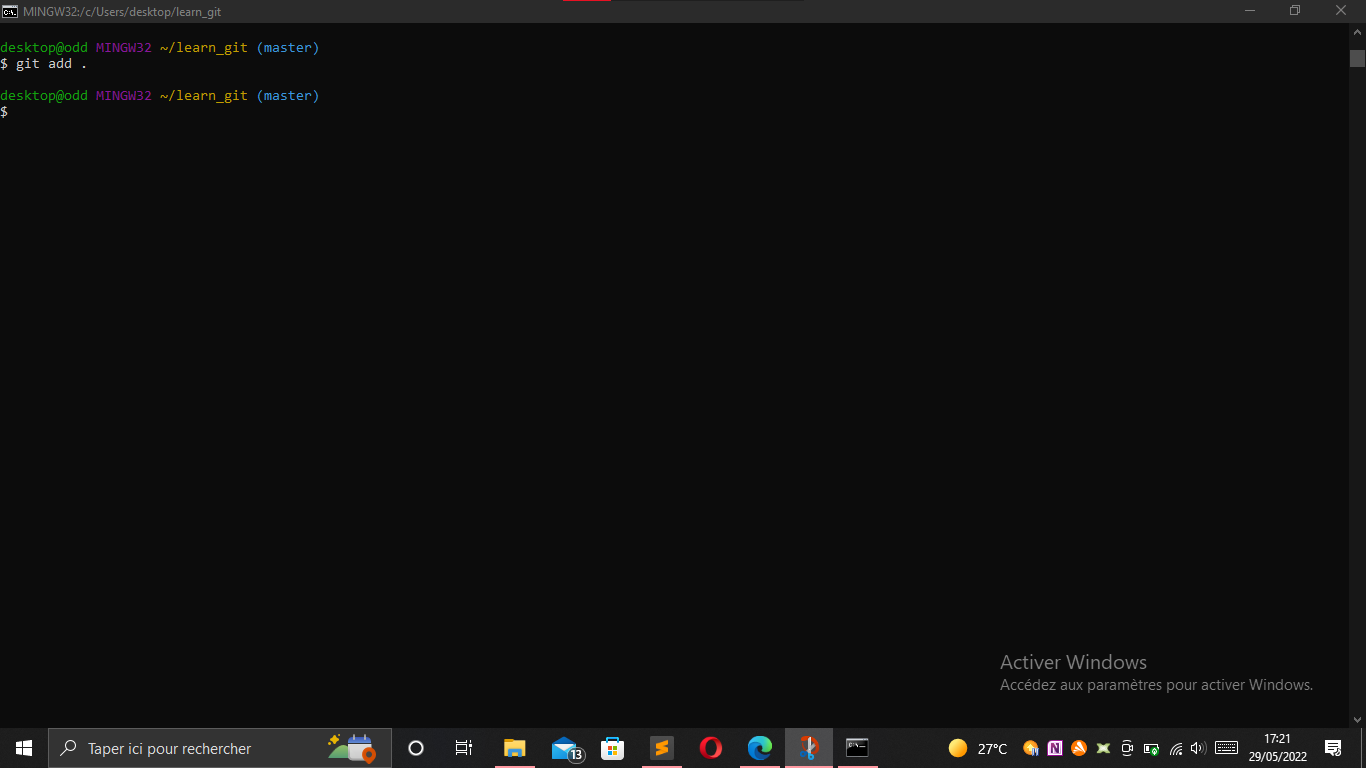 MINGW32:/c/Users/desktop/learn_git
desktop@odd MINGW32 ~/learn_git (master)
$ git add .
desktop@odd MINGW32 ~/learn_git (master)
$
Activer Windows
Accédez aux paramètres pour activer Windows.
Taper ici pour rechercher
13
27°C
17:21
29/05/2022